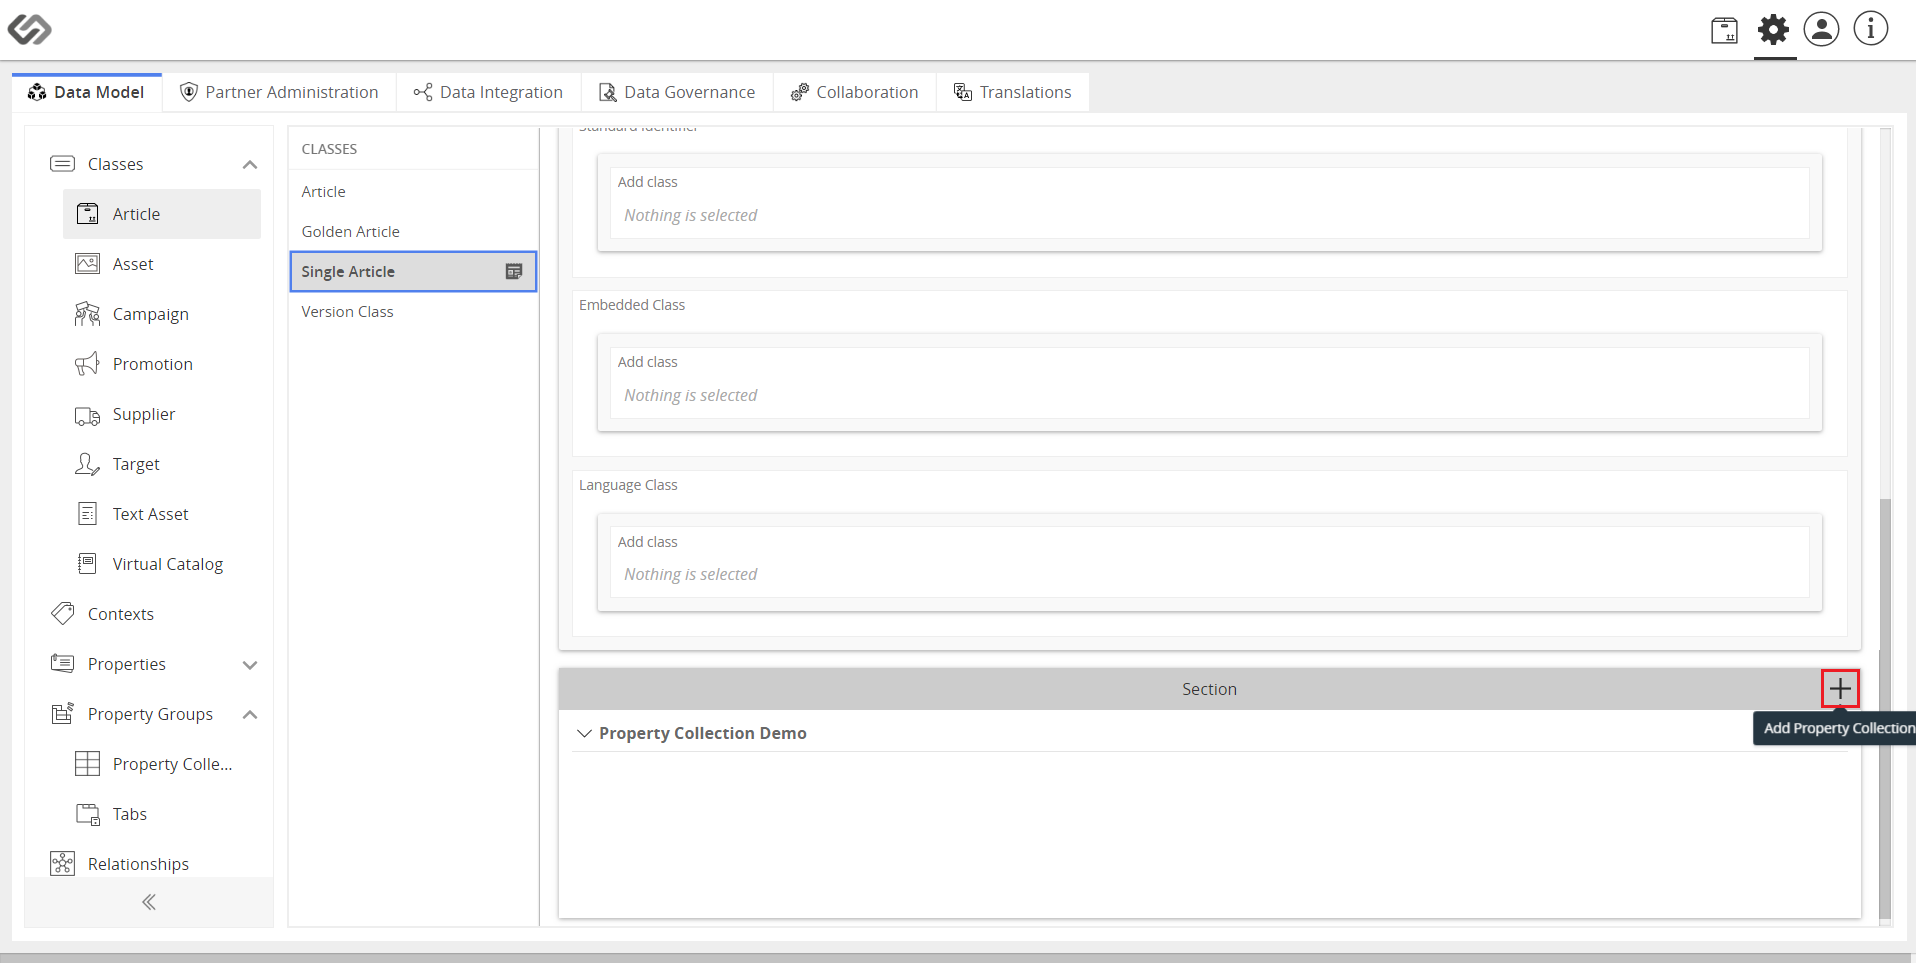 Data Model
Partner Administration
Data Integration
Data Governance
Collaboration
Translations
Classes
Article
Asset
Campaign
Promotion
Supplier
Target
Text Asset
Virtual Catalog
Contexts
Properties
Property Groups
Property Colle...
Tabs
Relationships
CLASSES
Article
Golden Article
Single Article
Version Class
Standard Identifier
Add class
Nothing is selected
Embedded Class
Add class
Nothing is selected
Language Class
Add class
Nothing is selected
Section
Add Property Collection
Property Collection Demo